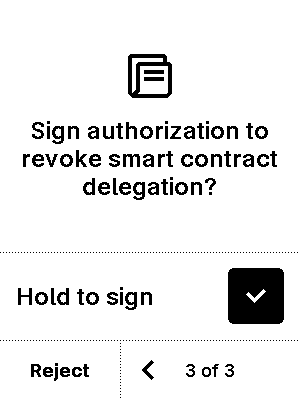 Sign authorization to
revoke smart contract
delegation?
Hold to sign
Reject
3 of 3